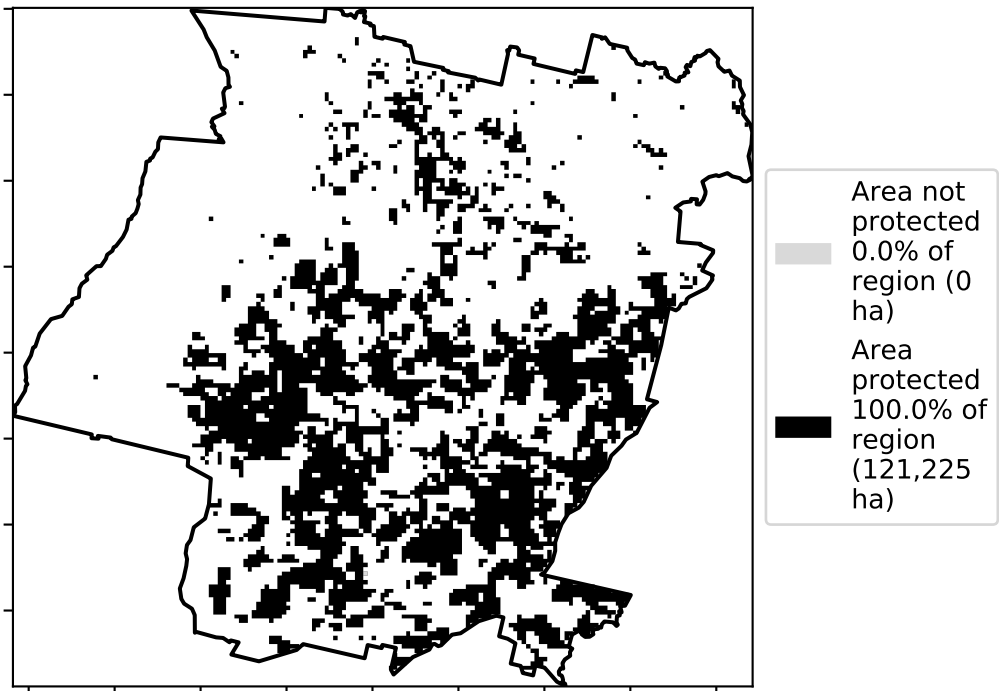 Area not
protected
0.0% of
region (0
ha)
Area
protected
100.0% of
region
(121,225
ha)